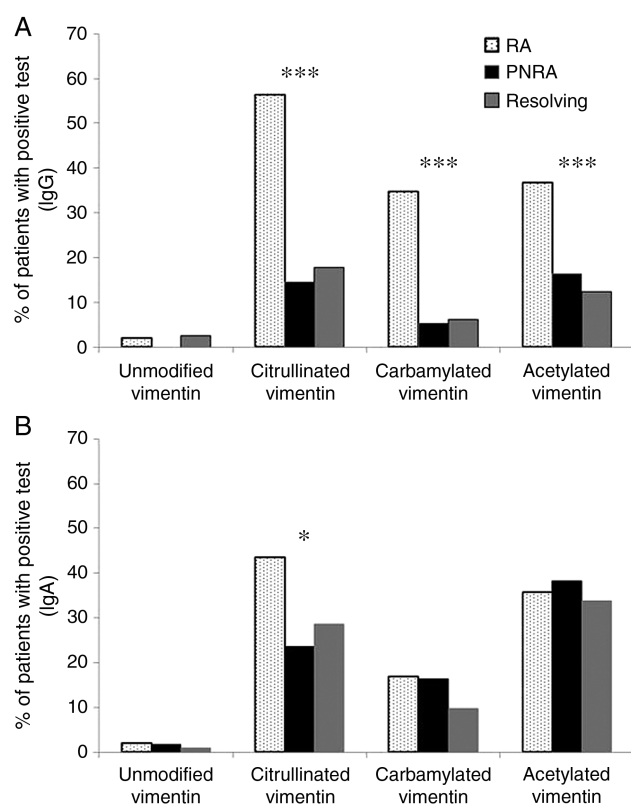 A
% of patients with positive test
(IgG)
70
60
50
40
30
20
10
0
RA
PNRA
Resolving
***
***
***
Unmodified
vimentin
Citrullinated
vimentin
Carbamylated
vimentin
Acetylated
vimentin
B
% of patients with positive test
(IgA)
70
60
50
40
30
20
10
0
*
Unmodified
vimentin
Citrullinated
vimentin
Carbamylated
vimentin
Acetylated
vimentin